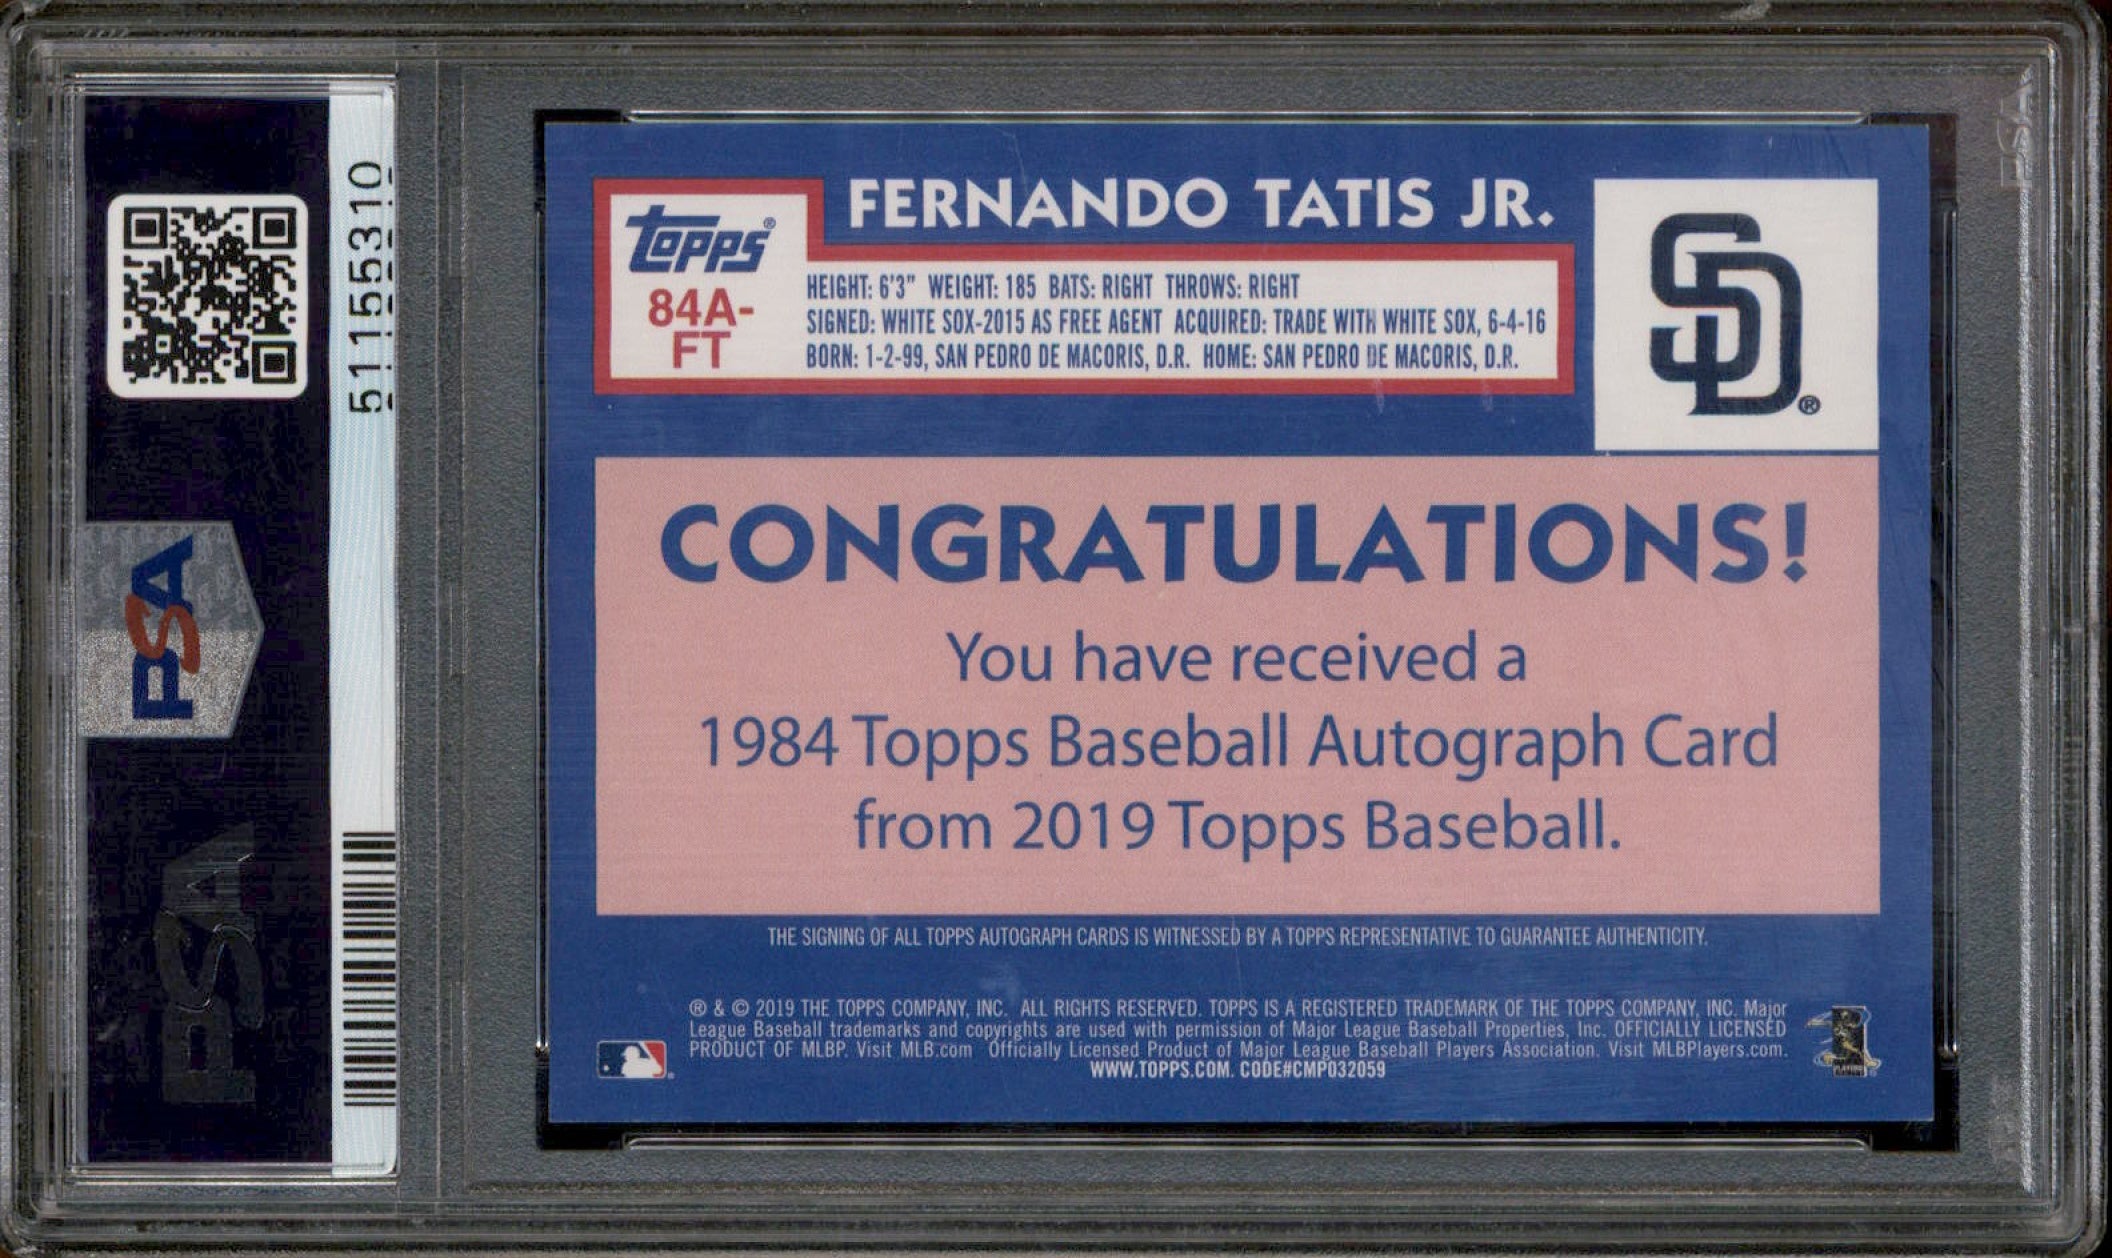 51155310
PSA
PSA
PSA
topps®
84A-
FT
FERNANDO TATIS JR.
HEIGHT: 6'3" WEIGHT: 185 BATS: RIGHT THROWS: RIGHT
SIGNED: WHITE SOX-2015 AS FREE AGENT ACQUIRED: TRADE WITH WHITE SOX, 6-4-16
BORN: 1-2-99, SAN PEDRO DE MACORIS, D.R. HOME: SAN PEDRO DE MACORIS, D.R.
SD®
CONGRATULATIONS!
You have received a
1984 Topps Baseball Autograph Card
from 2019 Topps Baseball.
THE SIGNING OF ALL TOPPS AUTOGRAPH CARDS IS WITNESSED BY A TOPPS REPRESENTATIVE TO GUARANTEE AUTHENTICITY.
® & © 2019 THE TOPPS COMPANY, INC. ALL RIGHTS RESERVED. TOPPS IS A REGISTERED TRADEMARK OF THE TOPPS COMPANY, INC. Major
League Baseball trademarks and copyrights are used with permission of Major League Baseball Properties, Inc. OFFICIALLY LICENSED
PRODUCT OF MLBP. Visit MLB.com Officially Licensed Product of Major League Baseball Players Association. Visit MLBPlayers.com.
WWW.TOPPS.COM. CODE#CMP032059